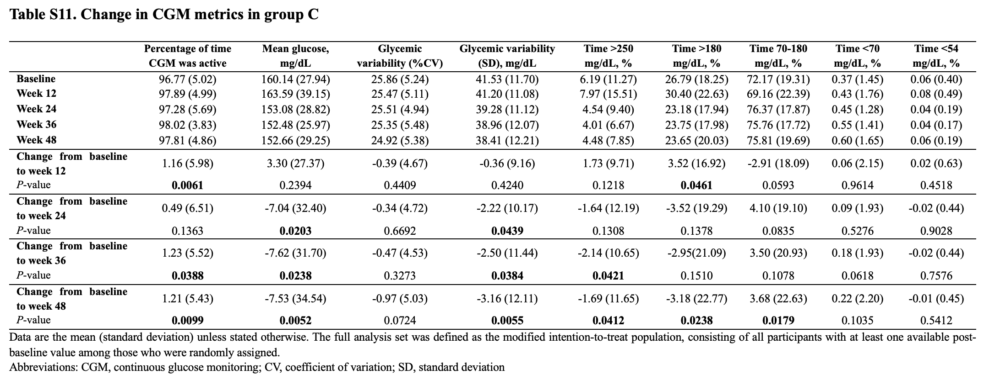 Table S11. Change in CGM metrics in group C
Percentage of time CGM was active | Mean glucose, mg/dL | Glycemic variability (%CV) | Glycemic variability (SD), mg/dL | Time >250 mg/dL, % | Time >180 mg/dL, % | Time 70-180 mg/dL, % | Time <70 mg/dL, % | Time <54 mg/dL, %
Baseline 96.77 (5.02) 160.14 (27.94) 25.86 (5.24) 41.53 (11.70) 6.19 (11.27) 26.79 (18.25) 72.17 (19.31) 0.37 (1.45) 0.06 (0.40)
Week 12 97.89 (4.99) 163.59 (39.15) 25.47 (5.11) 41.20 (11.08) 7.97 (15.51) 30.40 (22.63) 69.16 (22.39) 0.43 (1.76) 0.08 (0.49)
Week 24 97.28 (5.69) 153.08 (28.82) 25.51 (4.94) 39.28 (11.12) 4.54 (9.40) 23.18 (17.94) 76.37 (17.87) 0.45 (1.28) 0.04 (0.19)
Week 36 98.02 (3.83) 152.48 (25.97) 25.35 (5.48) 38.96 (12.07) 4.01 (6.67) 23.75 (17.98) 75.76 (17.72) 0.55 (1.41) 0.04 (0.17)
Week 48 97.81 (4.86) 152.66 (29.25) 24.92 (5.38) 38.41 (12.21) 4.48 (7.85) 23.65 (20.03) 75.81 (19.69) 0.60 (1.65) 0.06 (0.19)
Change from baseline to week 12 1.16 (5.98) 3.30 (27.37) -0.39 (4.67) -0.36 (9.16) 1.73 (9.71) 3.52 (16.92) -2.91 (18.09) 0.06 (2.15) 0.02 (0.63)
P-value 0.0061 0.2394 0.4409 0.4240 0.1218 0.0461 0.0593 0.9614 0.4518
Change from baseline to week 24 0.49 (6.51) -7.04 (32.40) -0.34 (4.72) -2.22 (10.17) -1.64 (12.19) -3.52 (19.29) 4.10 (19.10) 0.09 (1.93) -0.02 (0.44)
P-value 0.1363 0.0203 0.6692 0.0439 0.1308 0.1378 0.0835 0.5276 0.9028
Change from baseline to week 36 1.23 (5.52) -7.62 (31.70) -0.47 (4.53) -2.50 (11.44) -2.14 (10.65) -2.95(21.09) 3.50 (20.93) 0.18 (1.93) -0.02 (0.44)
P-value 0.0388 0.0238 0.3273 0.0384 0.0421 0.1510 0.1078 0.0618 0.7576
Change from baseline to week 48 1.21 (5.43) -7.53 (34.54) -0.97 (5.03) -3.16 (12.11) -1.69 (11.65) -3.18 (22.77) 3.68 (22.63) 0.22 (2.20) -0.01 (0.45)
P-value 0.0099 0.0052 0.0724 0.0055 0.0412 0.0238 0.0179 0.1035 0.5412
Data are the mean (standard deviation) unless stated otherwise. The full analysis set was defined as the modified intention-to-treat population, consisting of all participants with at least one available post-
baseline value among those who were randomly assigned.
Abbreviations: CGM, continuous glucose monitoring; CV, coefficient of variation; SD, standard deviation